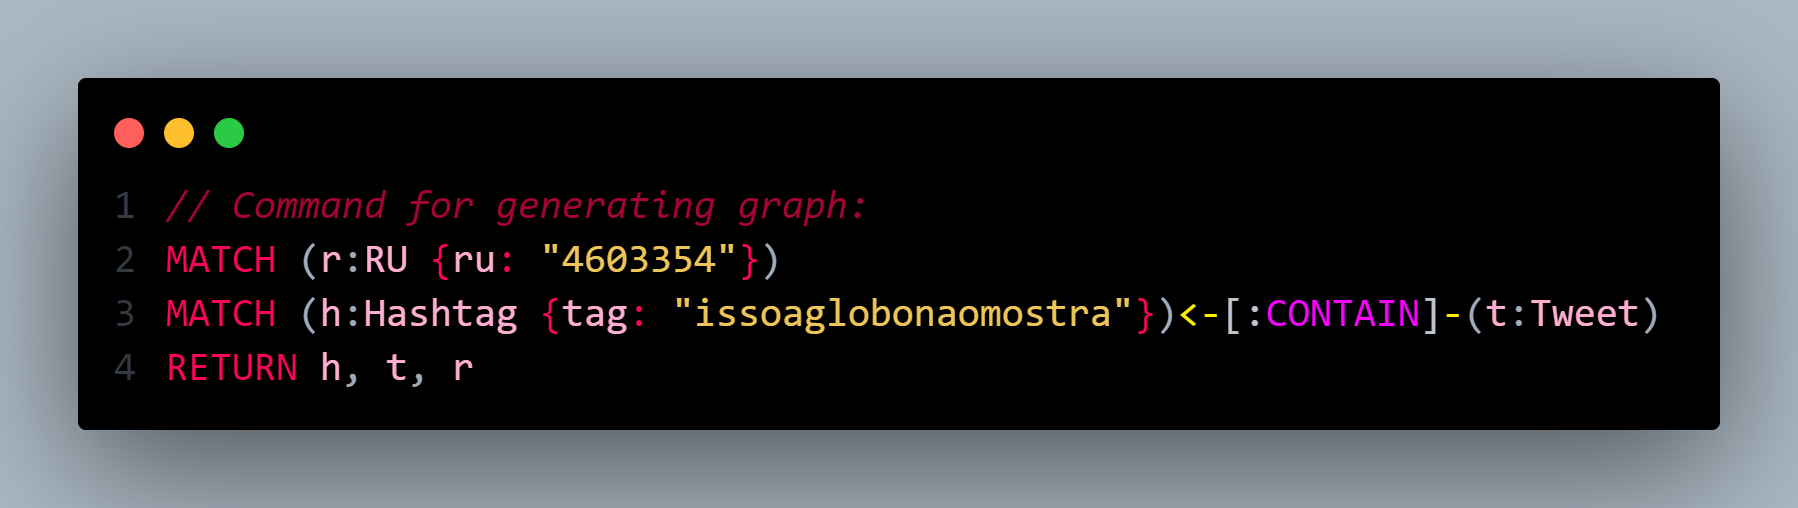 1 // Command for generating graph:
2 MATCH (r:RU {ru: "4603354"})
3 MATCH (h:Hashtag {tag: "issoaglobonaomostra"})<-[:CONTAIN]-(t:Tweet)
4 RETURN h, t, r